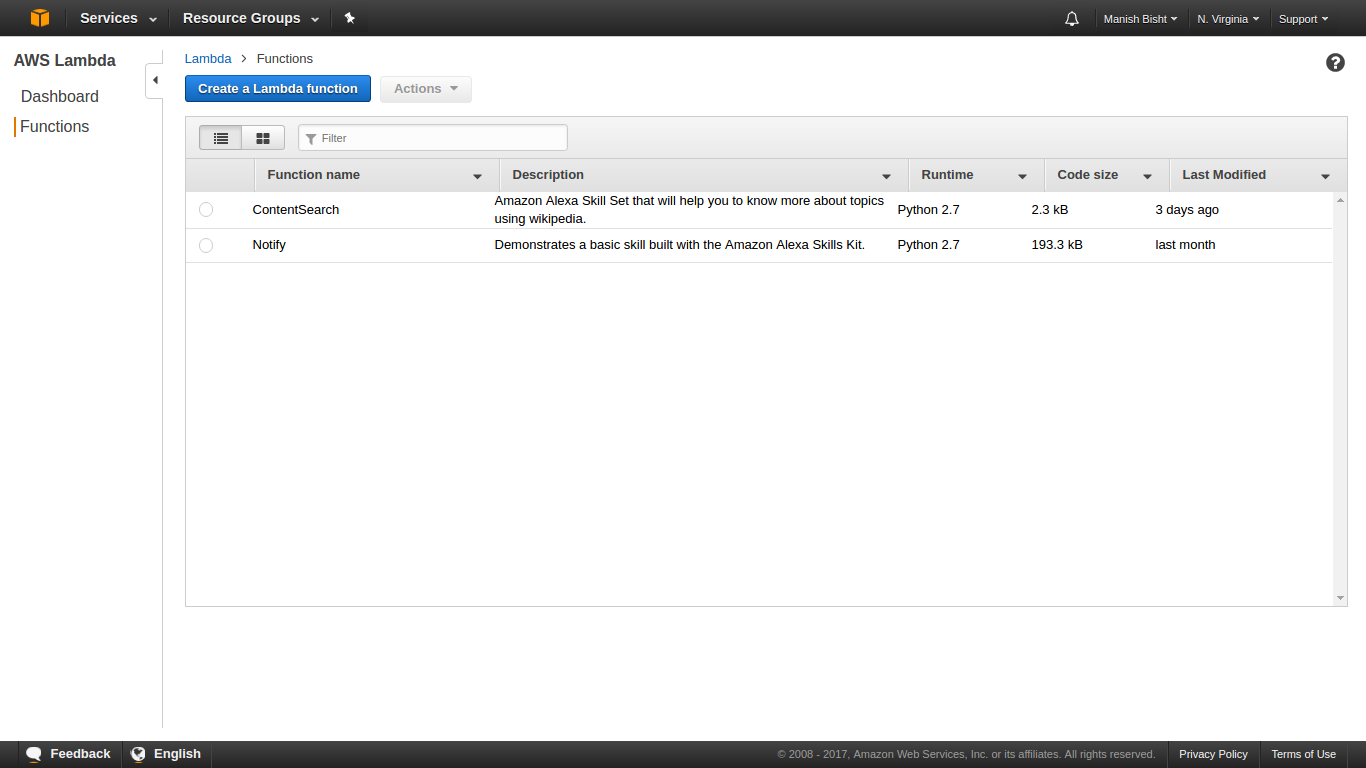 Services Resource Groups Manish Bisht N. Virginia Support
AWS Lambda
Dashboard
Functions
Lambda > Functions
Create a Lambda function Actions
Filter
Function name Description Runtime Code size Last Modified
ContentSearch Amazon Alexa Skill Set that will help you to know more about topics using wikipedia. Python 2.7 2.3 kB 3 days ago
Notify Demonstrates a basic skill built with the Amazon Alexa Skills Kit. Python 2.7 193.3 kB last month
Feedback English © 2008 - 2017, Amazon Web Services, Inc. or its affiliates. All rights reserved. Privacy Policy Terms of Use